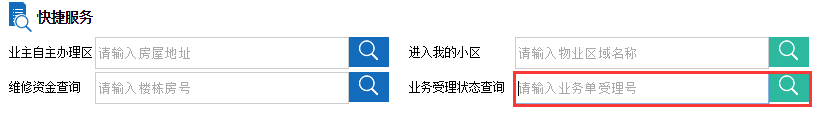 快捷服务
业主自主办理区 请输入房屋地址 进入我的小区 请输入物业区域名称
维修资金查询 请输入楼栋房号 业务受理状态查询 请输入业务单受理号